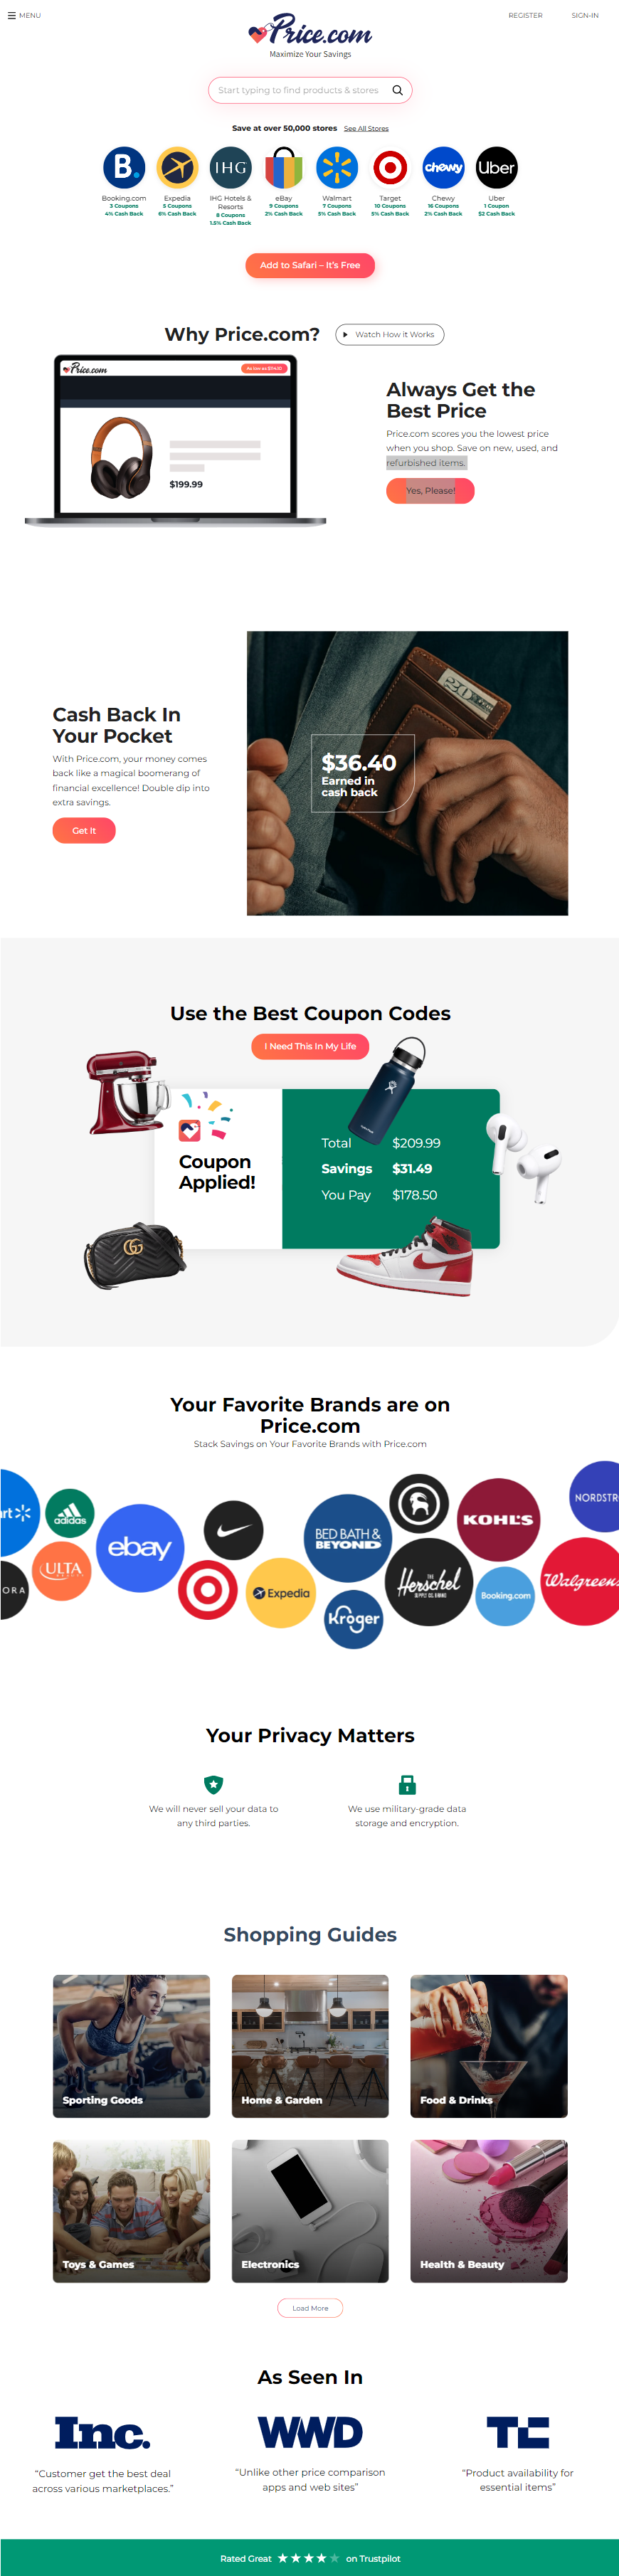 MENU
REGISTER
SIGN-IN
Price.com
Maximize Your Savings
Start typing to find products & stores
Save at over 50,000 stores See All Stores
B.
IHG
chewy
Uber
Booking.com
3 Coupons
4% Cash Back
Expedia
5 Coupons
6% Cash Back
IHG Hotels &
Resorts
8 Coupons
1.5% Cash Back
eBay
9 Coupons
2% Cash Back
Walmart
7 Coupons
5% Cash Back
Target
10 Coupons
5% Cash Back
Chewy
16 Coupons
2% Cash Back
Uber
1 Coupon
$2 Cash Back
Add to Safari – It's Free
Why Price.com?
Watch How it Works
Price.com
$199.99
Always Get the
Best Price
Price.com scores you the lowest price
when you shop. Save on new, used, and
refurbished items.
Yes, Please!
Cash Back In
Your Pocket
With Price.com, your money comes
back like a magical boomerang of
financial excellence! Double dip into
extra savings.
Get It
20
$36.40
Earned in
cash back
Use the Best Coupon Codes
I Need This In My Life
Coupon
Applied!
Total $209.99
Savings $31.49
You Pay $178.50
Your Favorite Brands are on
Price.com
Stack Savings on Your Favorite Brands with Price.com
rt
adidas
ebay
BED BATH &
BEYOND
KOHL'S
NORDSTR
ORA
ULTA
Expedia
Kroger
THE
Herschel
SUPPLY CO. BRAND
Booking.com
Walgreens
Your Privacy Matters
We will never sell your data to
any third parties.
We use military-grade data
storage and encryption.
Shopping Guides
Sporting Goods
Home & Garden
Food & Drinks
Toys & Games
Electronics
Health & Beauty
Load More
As Seen In
Inc.
WWD
TC
“Customer get the best deal
across various marketplaces.”
“Unlike other price comparison
apps and web sites”
“Product availability for
essential items”
Rated Great on Trustpilot